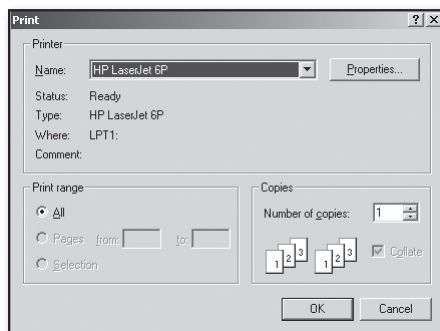 Print
Printer
Name: HP LaserJet 6P Properties...
Status: Ready
Type: HP LaserJet 6P
Where: LPT1:
Comment:
Print range
All
Pages from: to:
Selection
Copies
Number of copies: 1
1 2 3 1 2 3 Collate
OK Cancel